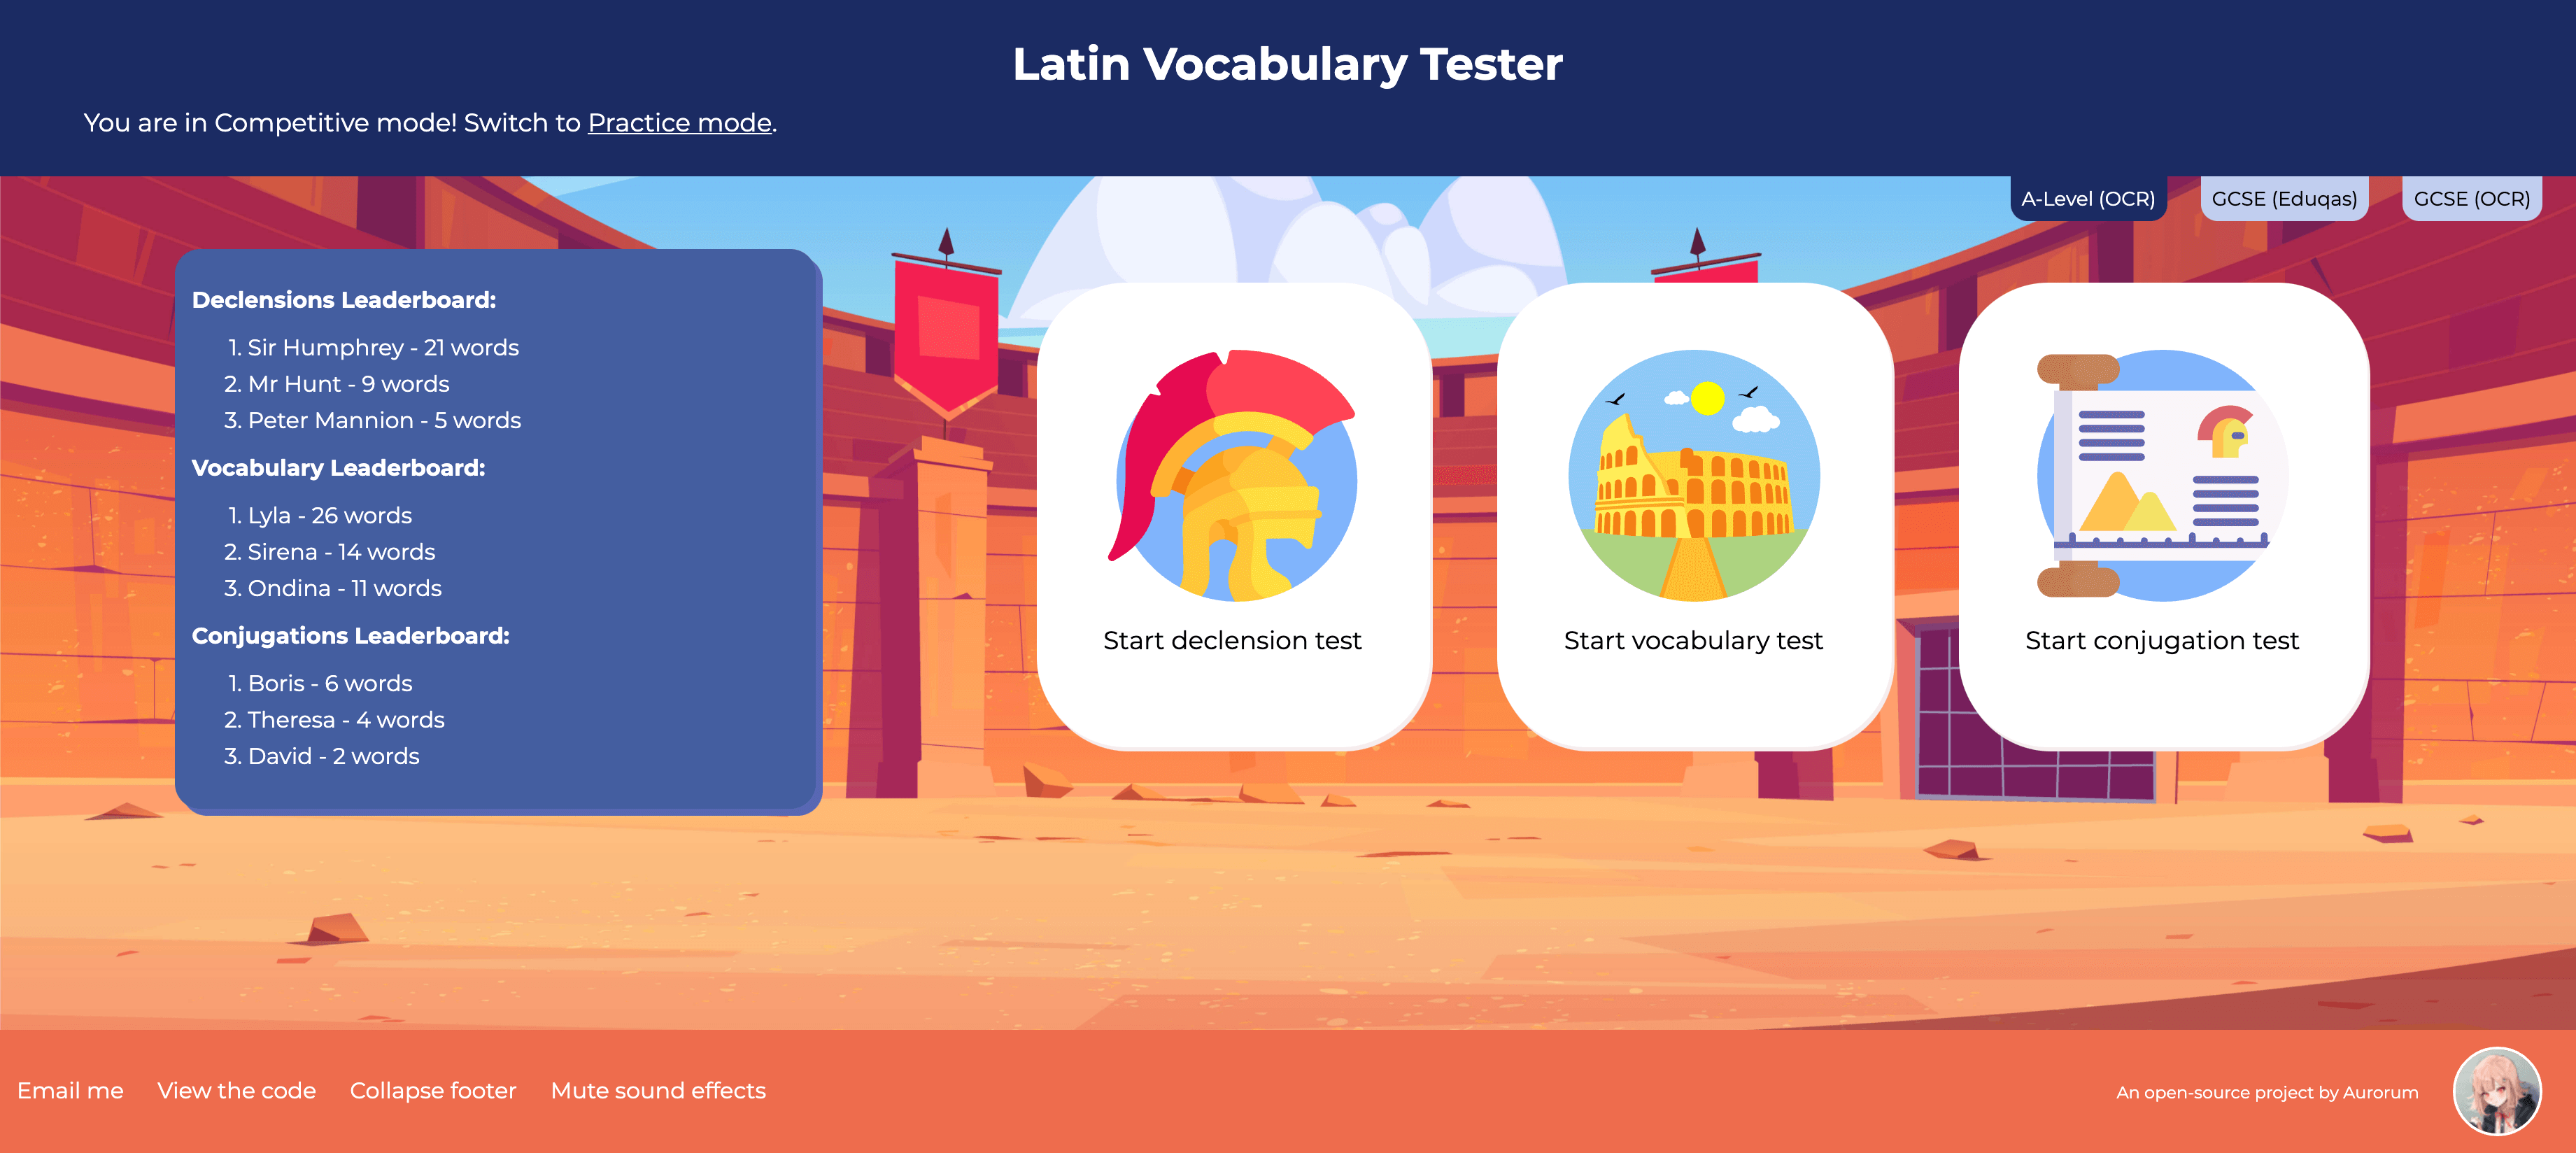 Latin Vocabulary Tester
You are in Competitive mode! Switch to Practice mode.
A-Level (OCR)
GCSE (Eduqas)
GCSE (OCR)
Declensions Leaderboard:
1. Sir Humphrey - 21 words
2. Mr Hunt - 9 words
3. Peter Mannion - 5 words
Vocabulary Leaderboard:
1. Lyla - 26 words
2. Sirena - 14 words
3. Ondina - 11 words
Conjugations Leaderboard:
1. Boris - 6 words
2. Theresa - 4 words
3. David - 2 words
Start declension test
Start vocabulary test
Start conjugation test
Email me
View the code
Collapse footer
Mute sound effects
An open-source project by Aurorum